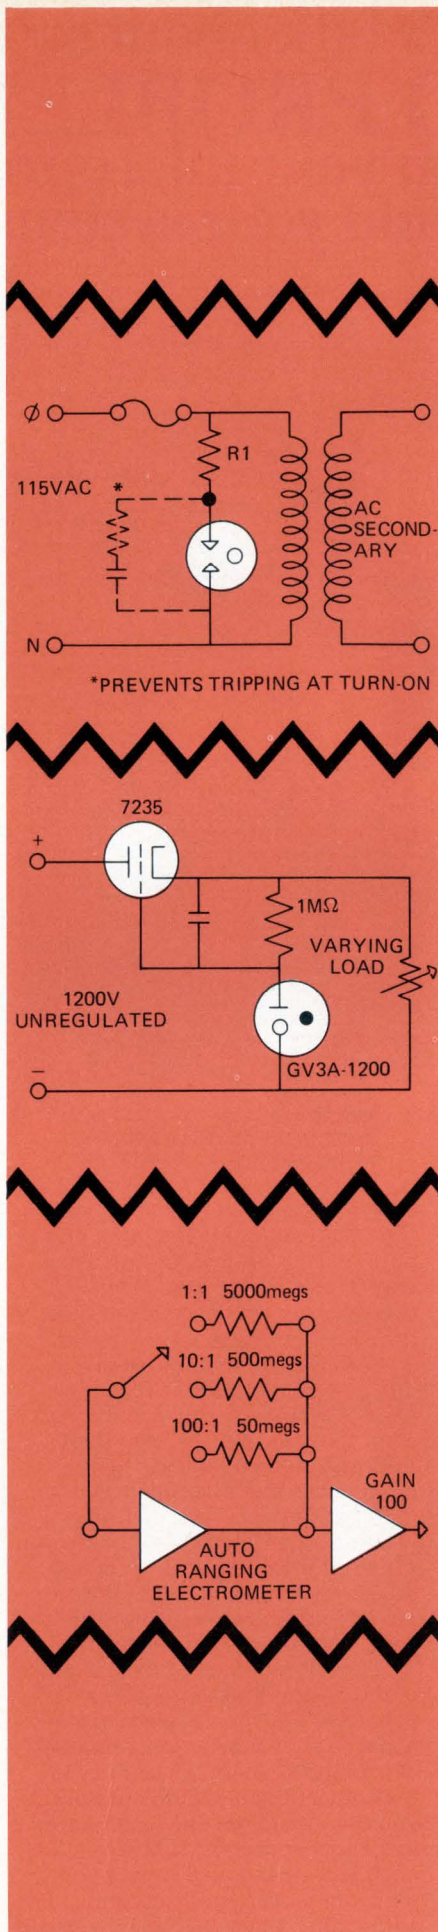 Ø
R1
115VAC *
AC
SECOND-
ARY
N
*PREVENTS TRIPPING AT TURN-ON
7235
+
1MΩ
VARYING
LOAD
1200V
UNREGULATED
GV3A-1200
−
1:1 5000megs
10:1 500megs
100:1 50megs
GAIN
100
AUTO
RANGING
ELECTROMETER